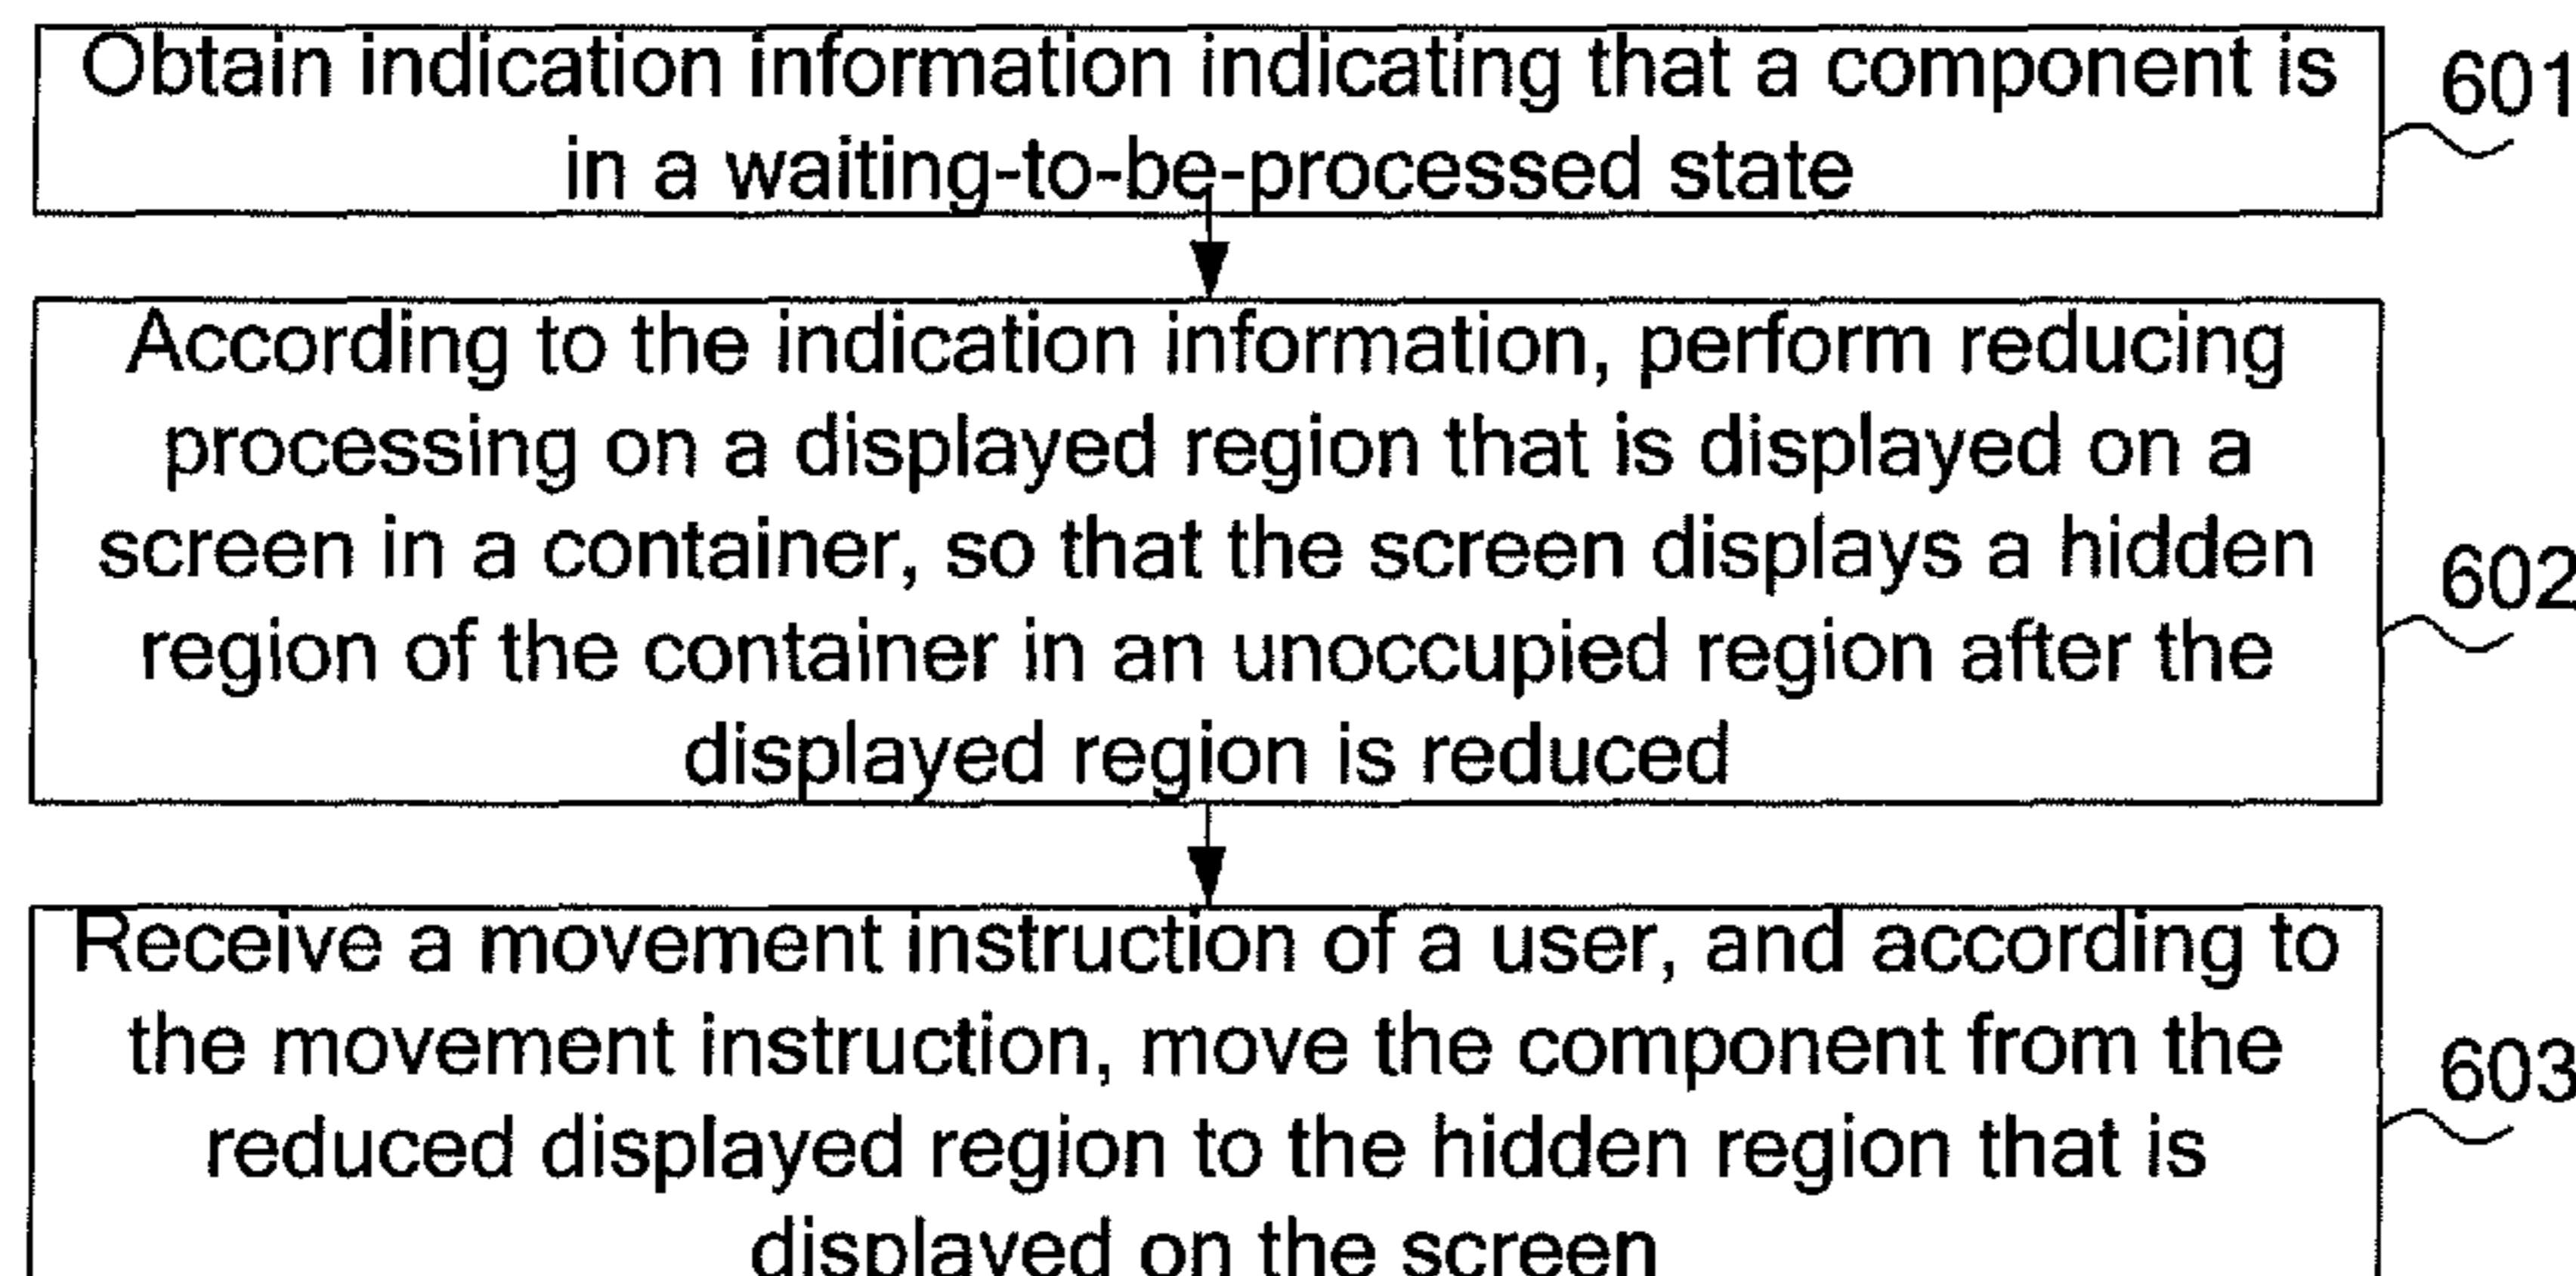 Obtain indication information indicating that a component is
in a waiting-to-be-processed state
601
According to the indication information, perform reducing
processing on a displayed region that is displayed on a
screen in a container, so that the screen displays a hidden
region of the container in an unoccupied region after the
displayed region is reduced
602
Receive a movement instruction of a user, and according to
the movement instruction, move the component from the
reduced displayed region to the hidden region that is
displayed on the screen
603